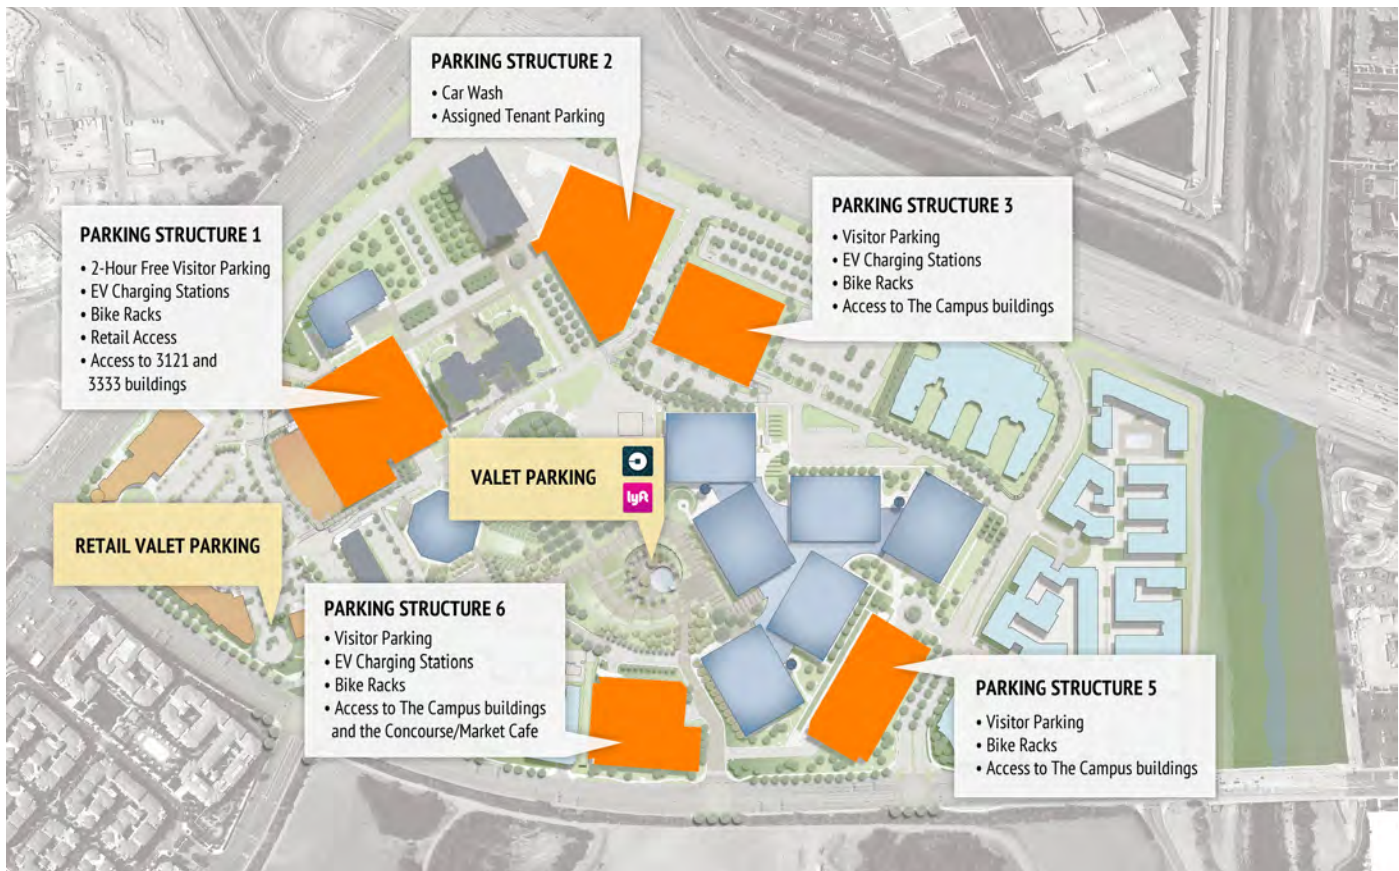 PARKING STRUCTURE 2
• Car Wash
• Assigned Tenant Parking
PARKING STRUCTURE 3
• Visitor Parking
• EV Charging Stations
• Bike Racks
• Access to The Campus buildings
PARKING STRUCTURE 1
• 2-Hour Free Visitor Parking
• EV Charging Stations
• Bike Racks
• Retail Access
• Access to 3121 and
3333 buildings
VALET PARKING
lyft
RETAIL VALET PARKING
PARKING STRUCTURE 6
• Visitor Parking
• EV Charging Stations
• Bike Racks
• Access to The Campus buildings
and the Concourse/Market Cafe
PARKING STRUCTURE 5
• Visitor Parking
• Bike Racks
• Access to The Campus buildings